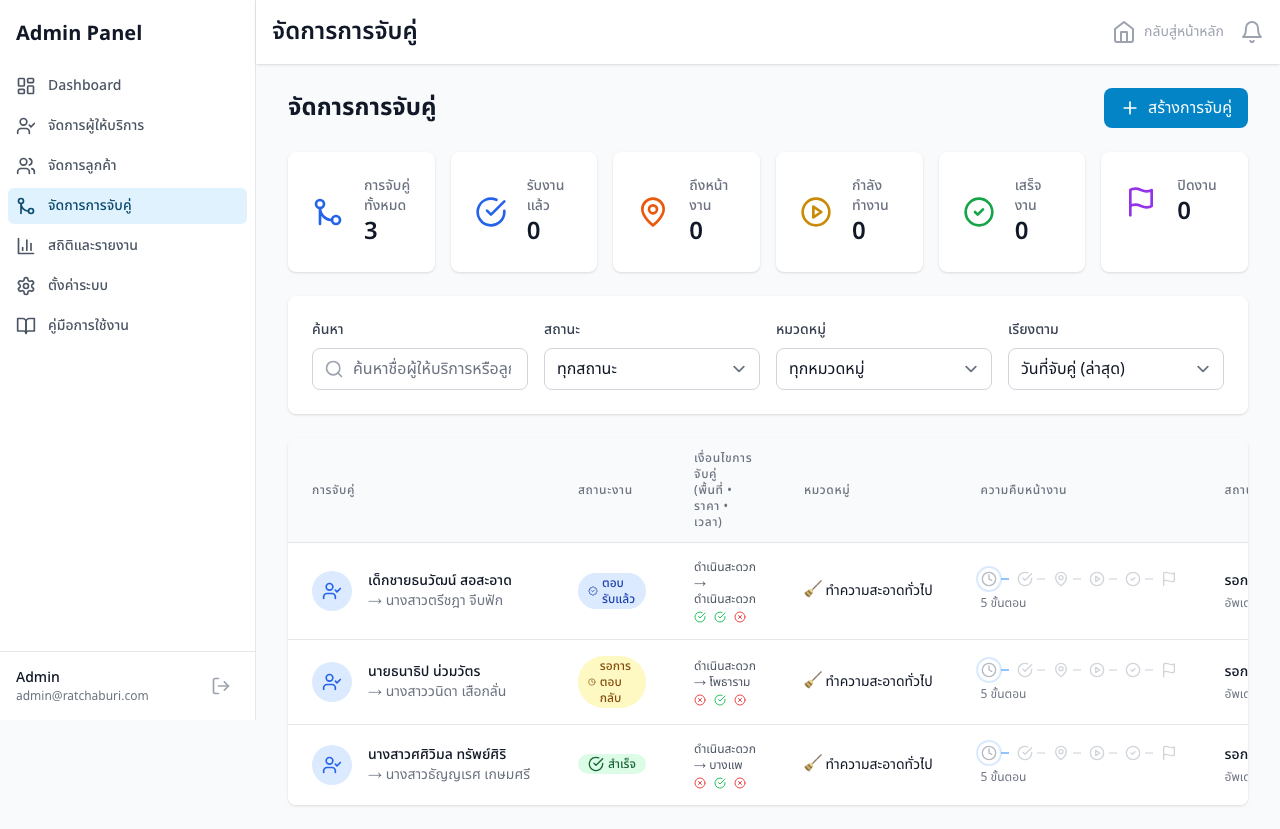 Admin Panel
Dashboard
จัดการผู้ให้บริการ
จัดการลูกค้า
จัดการการจับคู่
สถิติและรายงาน
ตั้งค่าระบบ
คู่มือการใช้งาน
Admin
admin@ratchaburi.com
จัดการการจับคู่
กลับสู่หน้าหลัก
จัดการการจับคู่
สร้างการจับคู่
การจับคู่
ทั้งหมด
3
รับงาน
แล้ว
0
ถึงหน้า
งาน
0
กำลัง
ทำงาน
0
เสร็จ
งาน
0
ปิดงาน
0
ค้นหา
ค้นหาชื่อผู้ให้บริการหรือลูก
สถานะ
ทุกสถานะ
หมวดหมู่
ทุกหมวดหมู่
เรียงตาม
วันที่จับคู่ (ล่าสุด)
การจับคู่
สถานะงาน
เงื่อนไขการ
จับคู่
(พื้นที่ •
ราคา •
เวลา)
หมวดหมู่
ความคืบหน้างาน
สถาน
เด็กชายธนวัฒน์ สอสะอาด
→ นางสาวตรีชฎา จีบฟัก
ตอบ
รับแล้ว
ดำเนินสะดวก
→
ดำเนินสะดวก
ทำความสะอาดทั่วไป
5 ขั้นตอน
รอก
อัพเด
นายธนาธิป น่วมวัตร
→ นางสาววนิดา เสือกลั่น
รอการ
ตอบ
กลับ
ดำเนินสะดวก
→ โพธาราม
ทำความสะอาดทั่วไป
5 ขั้นตอน
รอก
อัพเด
นางสาวศศิวิมล ทรัพย์ศิริ
→ นางสาวธัญญเรศ เกษมศรี
สำเร็จ
ดำเนินสะดวก
→ บางแพ
ทำความสะอาดทั่วไป
5 ขั้นตอน
รอก
อัพเด